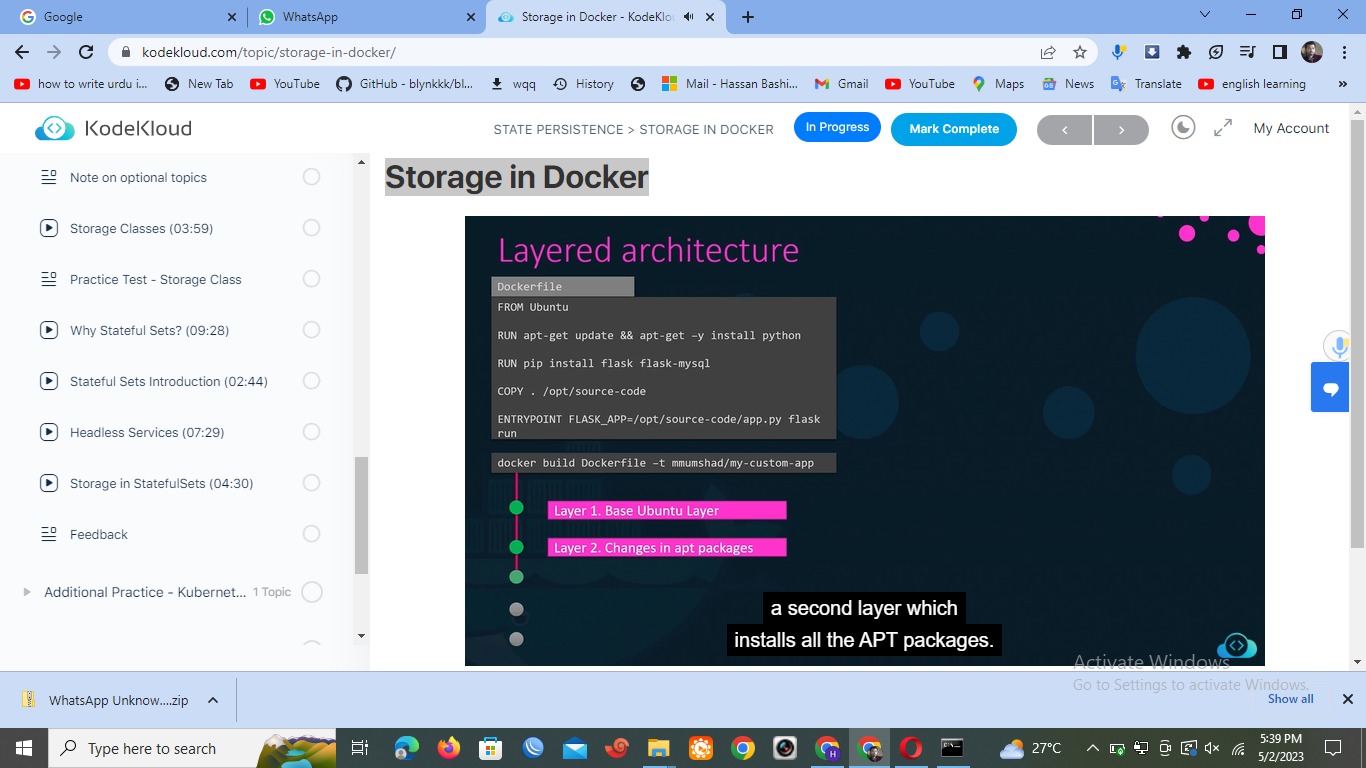 Google
WhatsApp
Storage in Docker - KodeKlo
kodekloud.com/topic/storage-in-docker/
how to write urdu i...
New Tab
YouTube
GitHub - blynkkk/bl...
wqq
History
Mail - Hassan Bashi...
Gmail
YouTube
Maps
News
Translate
english learning
»
KodeKloud
STATE PERSISTENCE > STORAGE IN DOCKER
In Progress
Mark Complete
My Account
Note on optional topics
Storage Classes (03:59)
Practice Test - Storage Class
Why Stateful Sets? (09:28)
Stateful Sets Introduction (02:44)
Headless Services (07:29)
Storage in StatefulSets (04:30)
Feedback
Additional Practice - Kubernet... 1 Topic
Storage in Docker
Layered architecture
Dockerfile
FROM Ubuntu
RUN apt-get update && apt-get –y install python
RUN pip install flask flask-mysql
COPY . /opt/source-code
ENTRYPOINT FLASK_APP=/opt/source-code/app.py flask
run
docker build Dockerfile –t mmumshad/my-custom-app
Layer 1. Base Ubuntu Layer
Layer 2. Changes in apt packages
a second layer which
installs all the APT packages.
Activate Windows
Go to Settings to activate Windows.
WhatsApp Unknow....zip
Show all
Type here to search
27°C
5:39 PM
5/2/2023